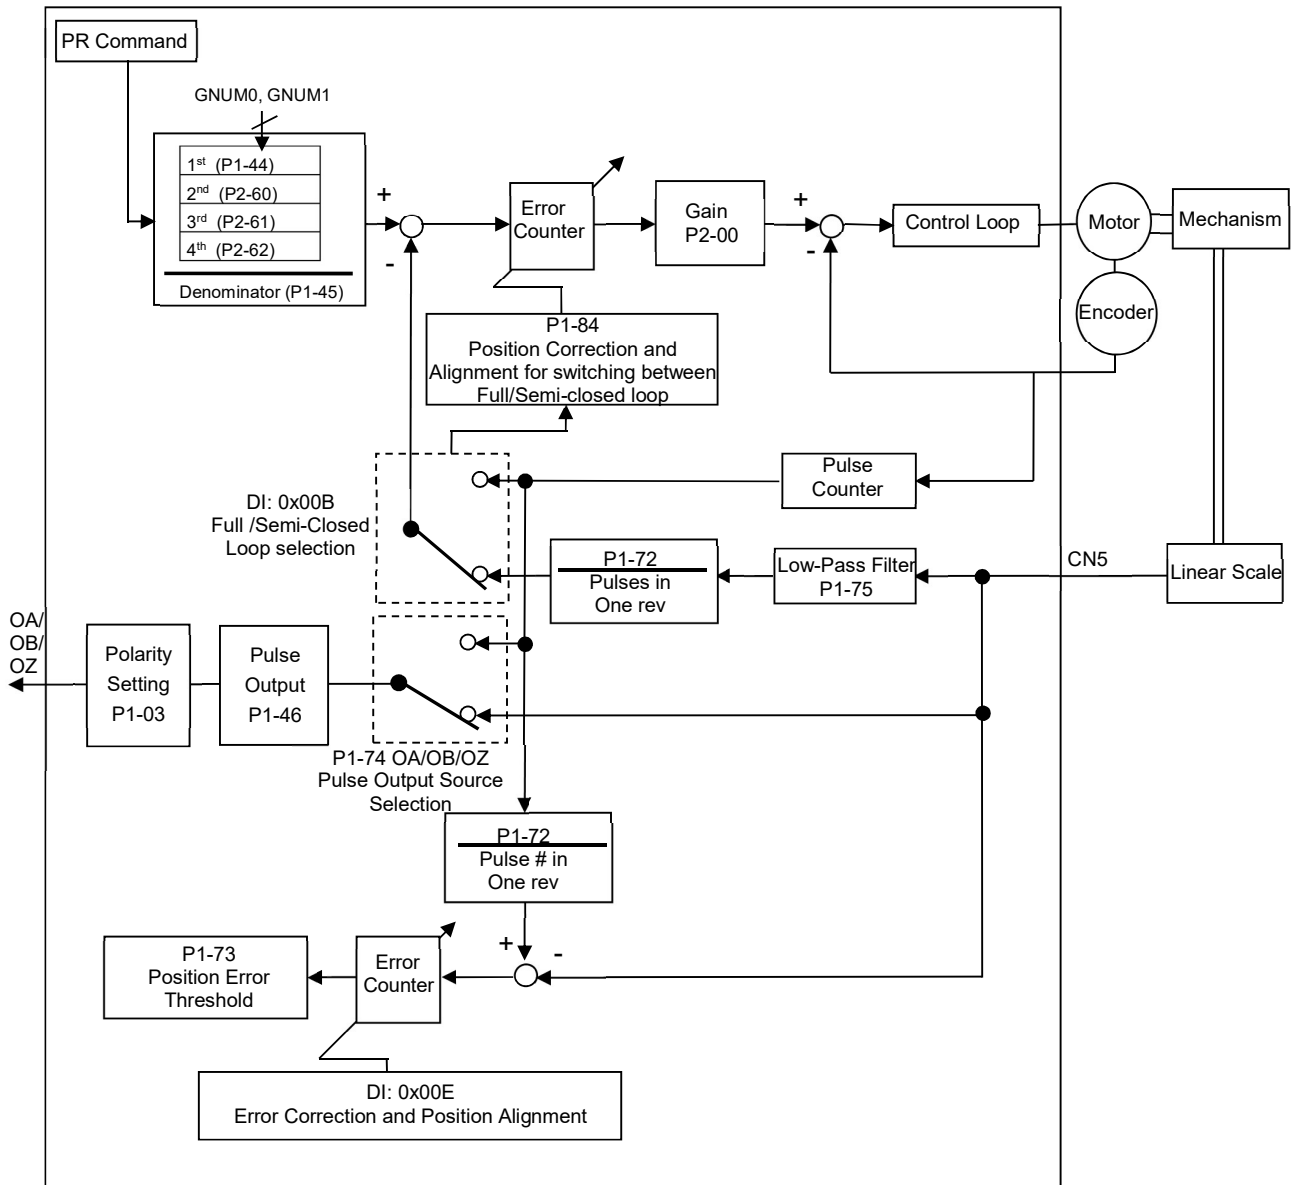 PR Command
GNUM0, GNUM1
1st (P1-44)
2nd (P2-60)
3rd (P2-61)
4th (P2-62)
Denominator (P1-45)
+
-
Error
Counter
Gain
P2-00
+
-
Control Loop
Motor
Mechanism
Encoder
P1-84
Position Correction and
Alignment for switching between
Full/Semi-closed loop
DI: 0x00B
Full /Semi-Closed
Loop selection
Pulse
Counter
P1-72
Pulses in
One rev
Low-Pass Filter
P1-75
CN5
Linear Scale
OA/
OB/
OZ
Polarity
Setting
P1-03
Pulse
Output
P1-46
P1-74 OA/OB/OZ
Pulse Output Source
Selection
P1-72
Pulse # in
One rev
+
-
P1-73
Position Error
Threshold
Error
Counter
DI: 0x00E
Error Correction and Position Alignment